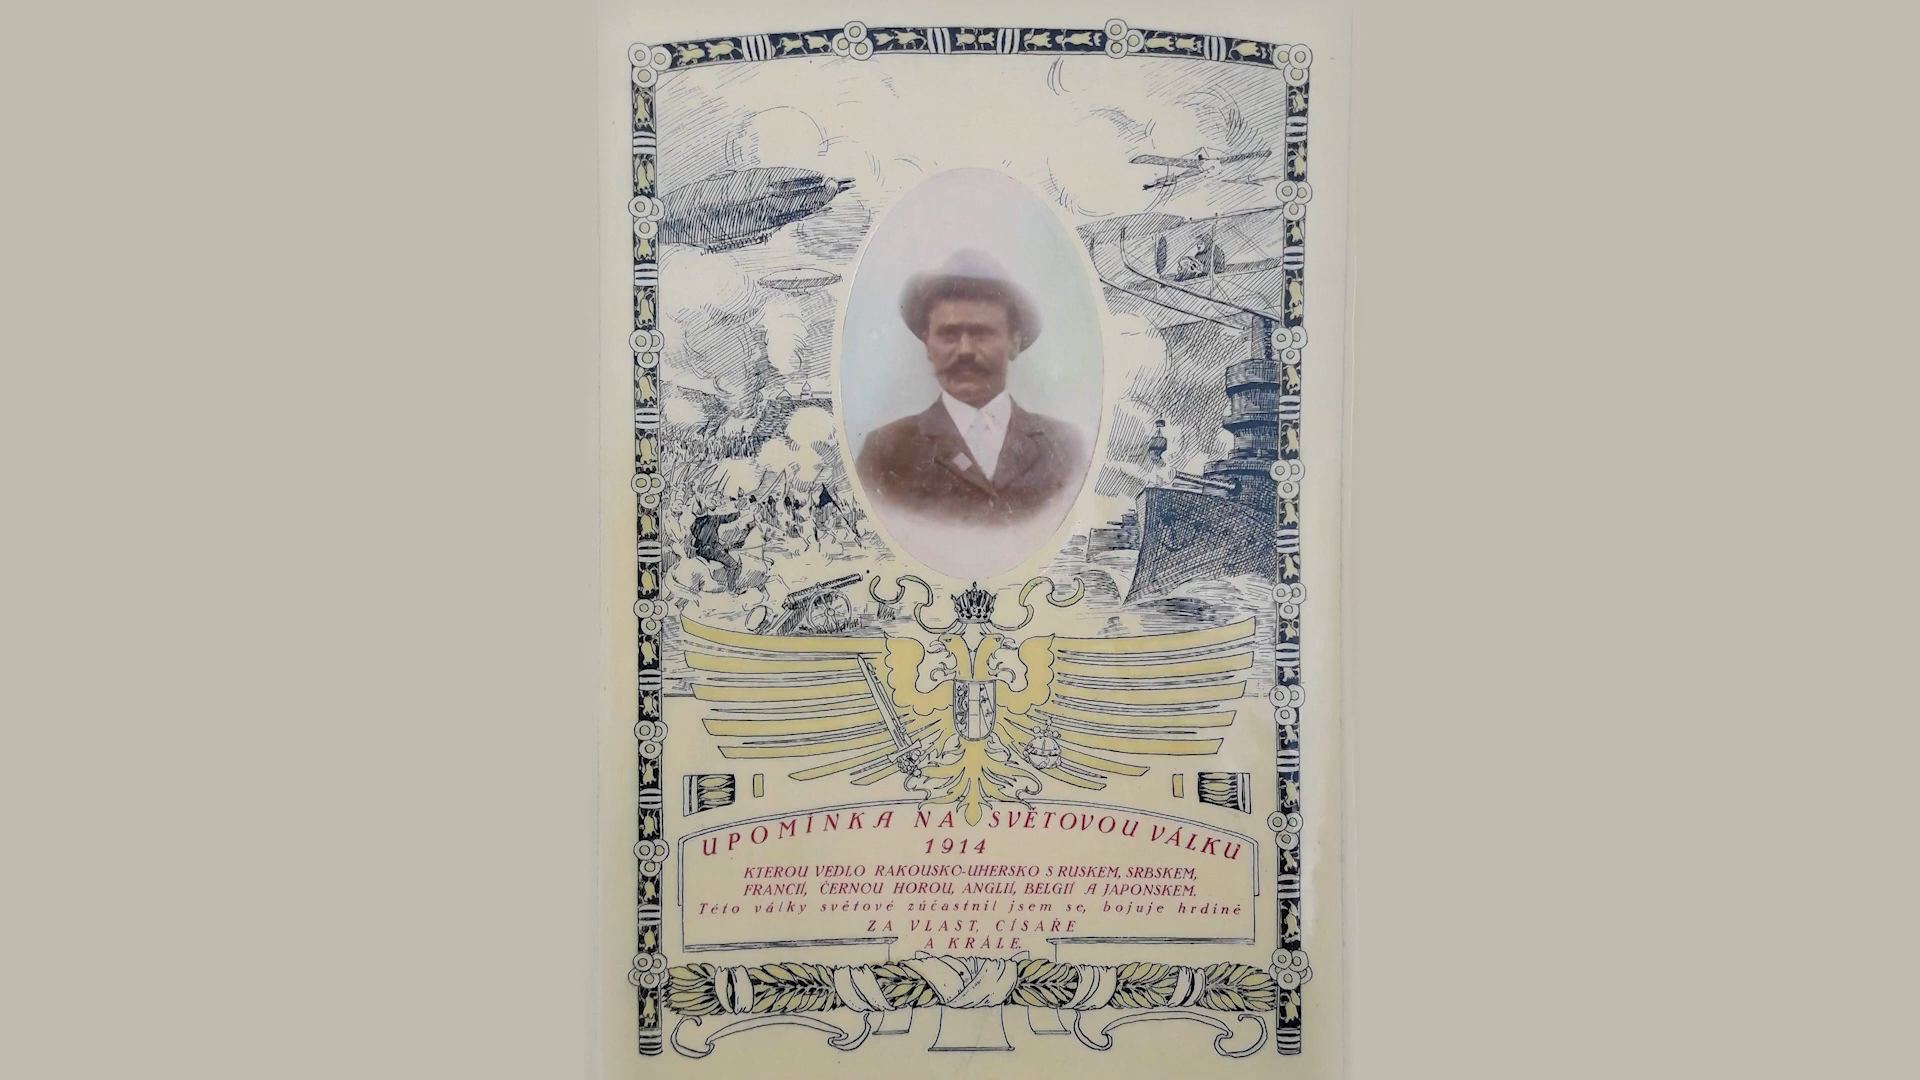 UPOMÍNKA NA SVĚTOVOU VÁLKU
1914
KTEROU VEDLO RAKOUSKO-UHERSKO S RUSKEM, SRBSKEM,
FRANCIÍ, ČERNOU HOROU, ANGLIÍ, BELGIÍ A JAPONSKEM.
Této války světové zúčastnil jsem se, bojuje hrdině
ZA VLAST, CÍSAŘE
A KRÁLE.